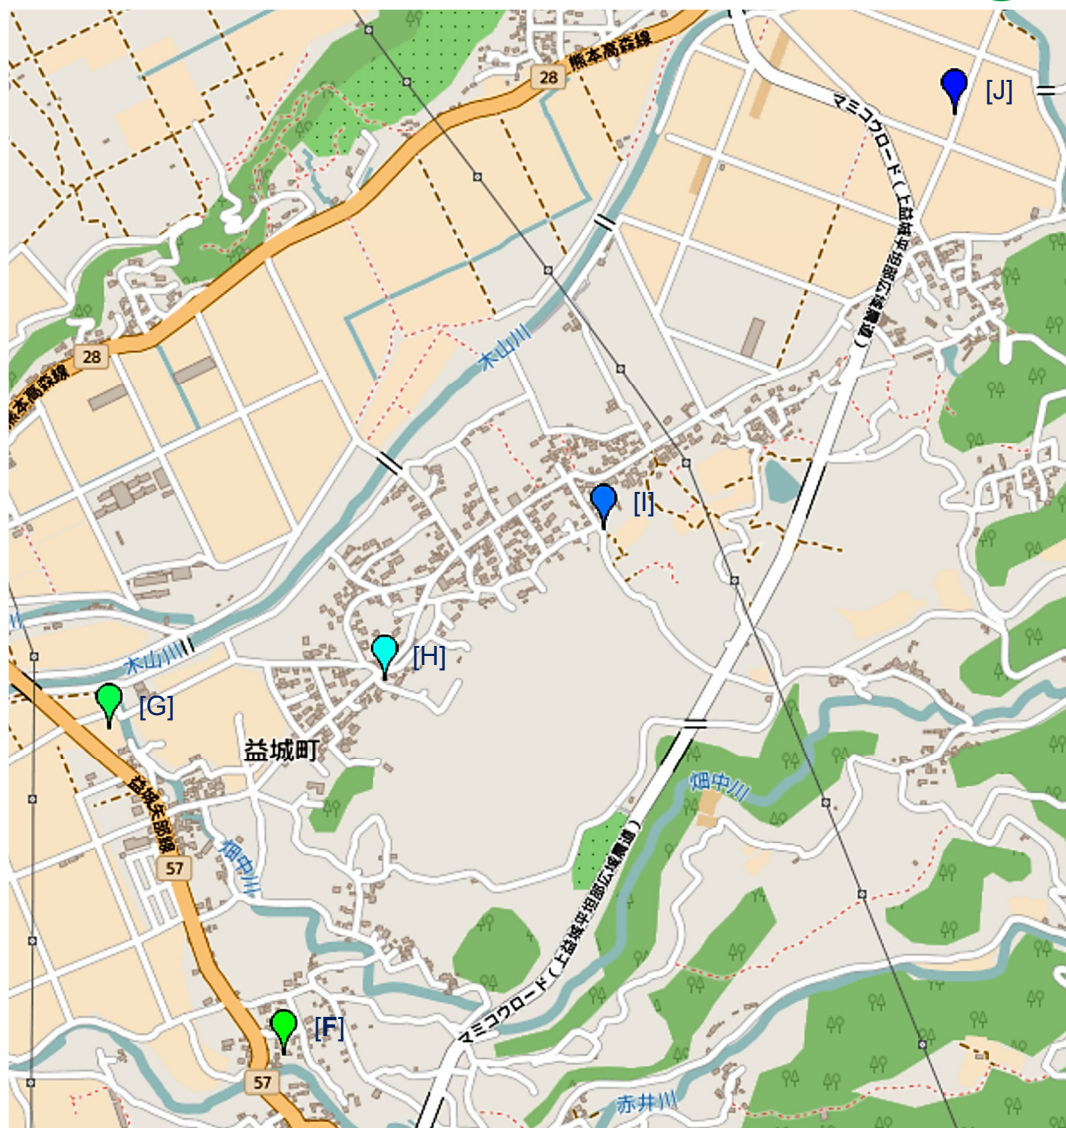 熊本高森線
28
[J]
マミコウロード(上益城平坦部広域農道)
木山川
28
熊本高森線
[I]
川
木山川
[H]
[G]
益城町
益城矢部線
畑中川
畑中川
57
マミコウロード(上益城平坦部広域農道)
[F]
57
赤井川